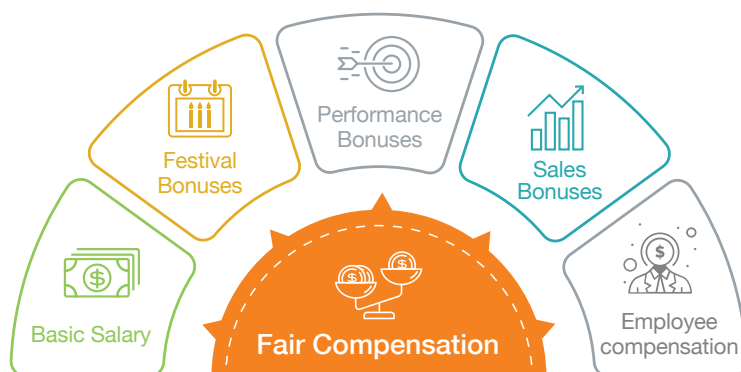 Performance
Bonuses
Festival
Bonuses
Sales
Bonuses
Basic Salary
Employee
compensation
Fair Compensation